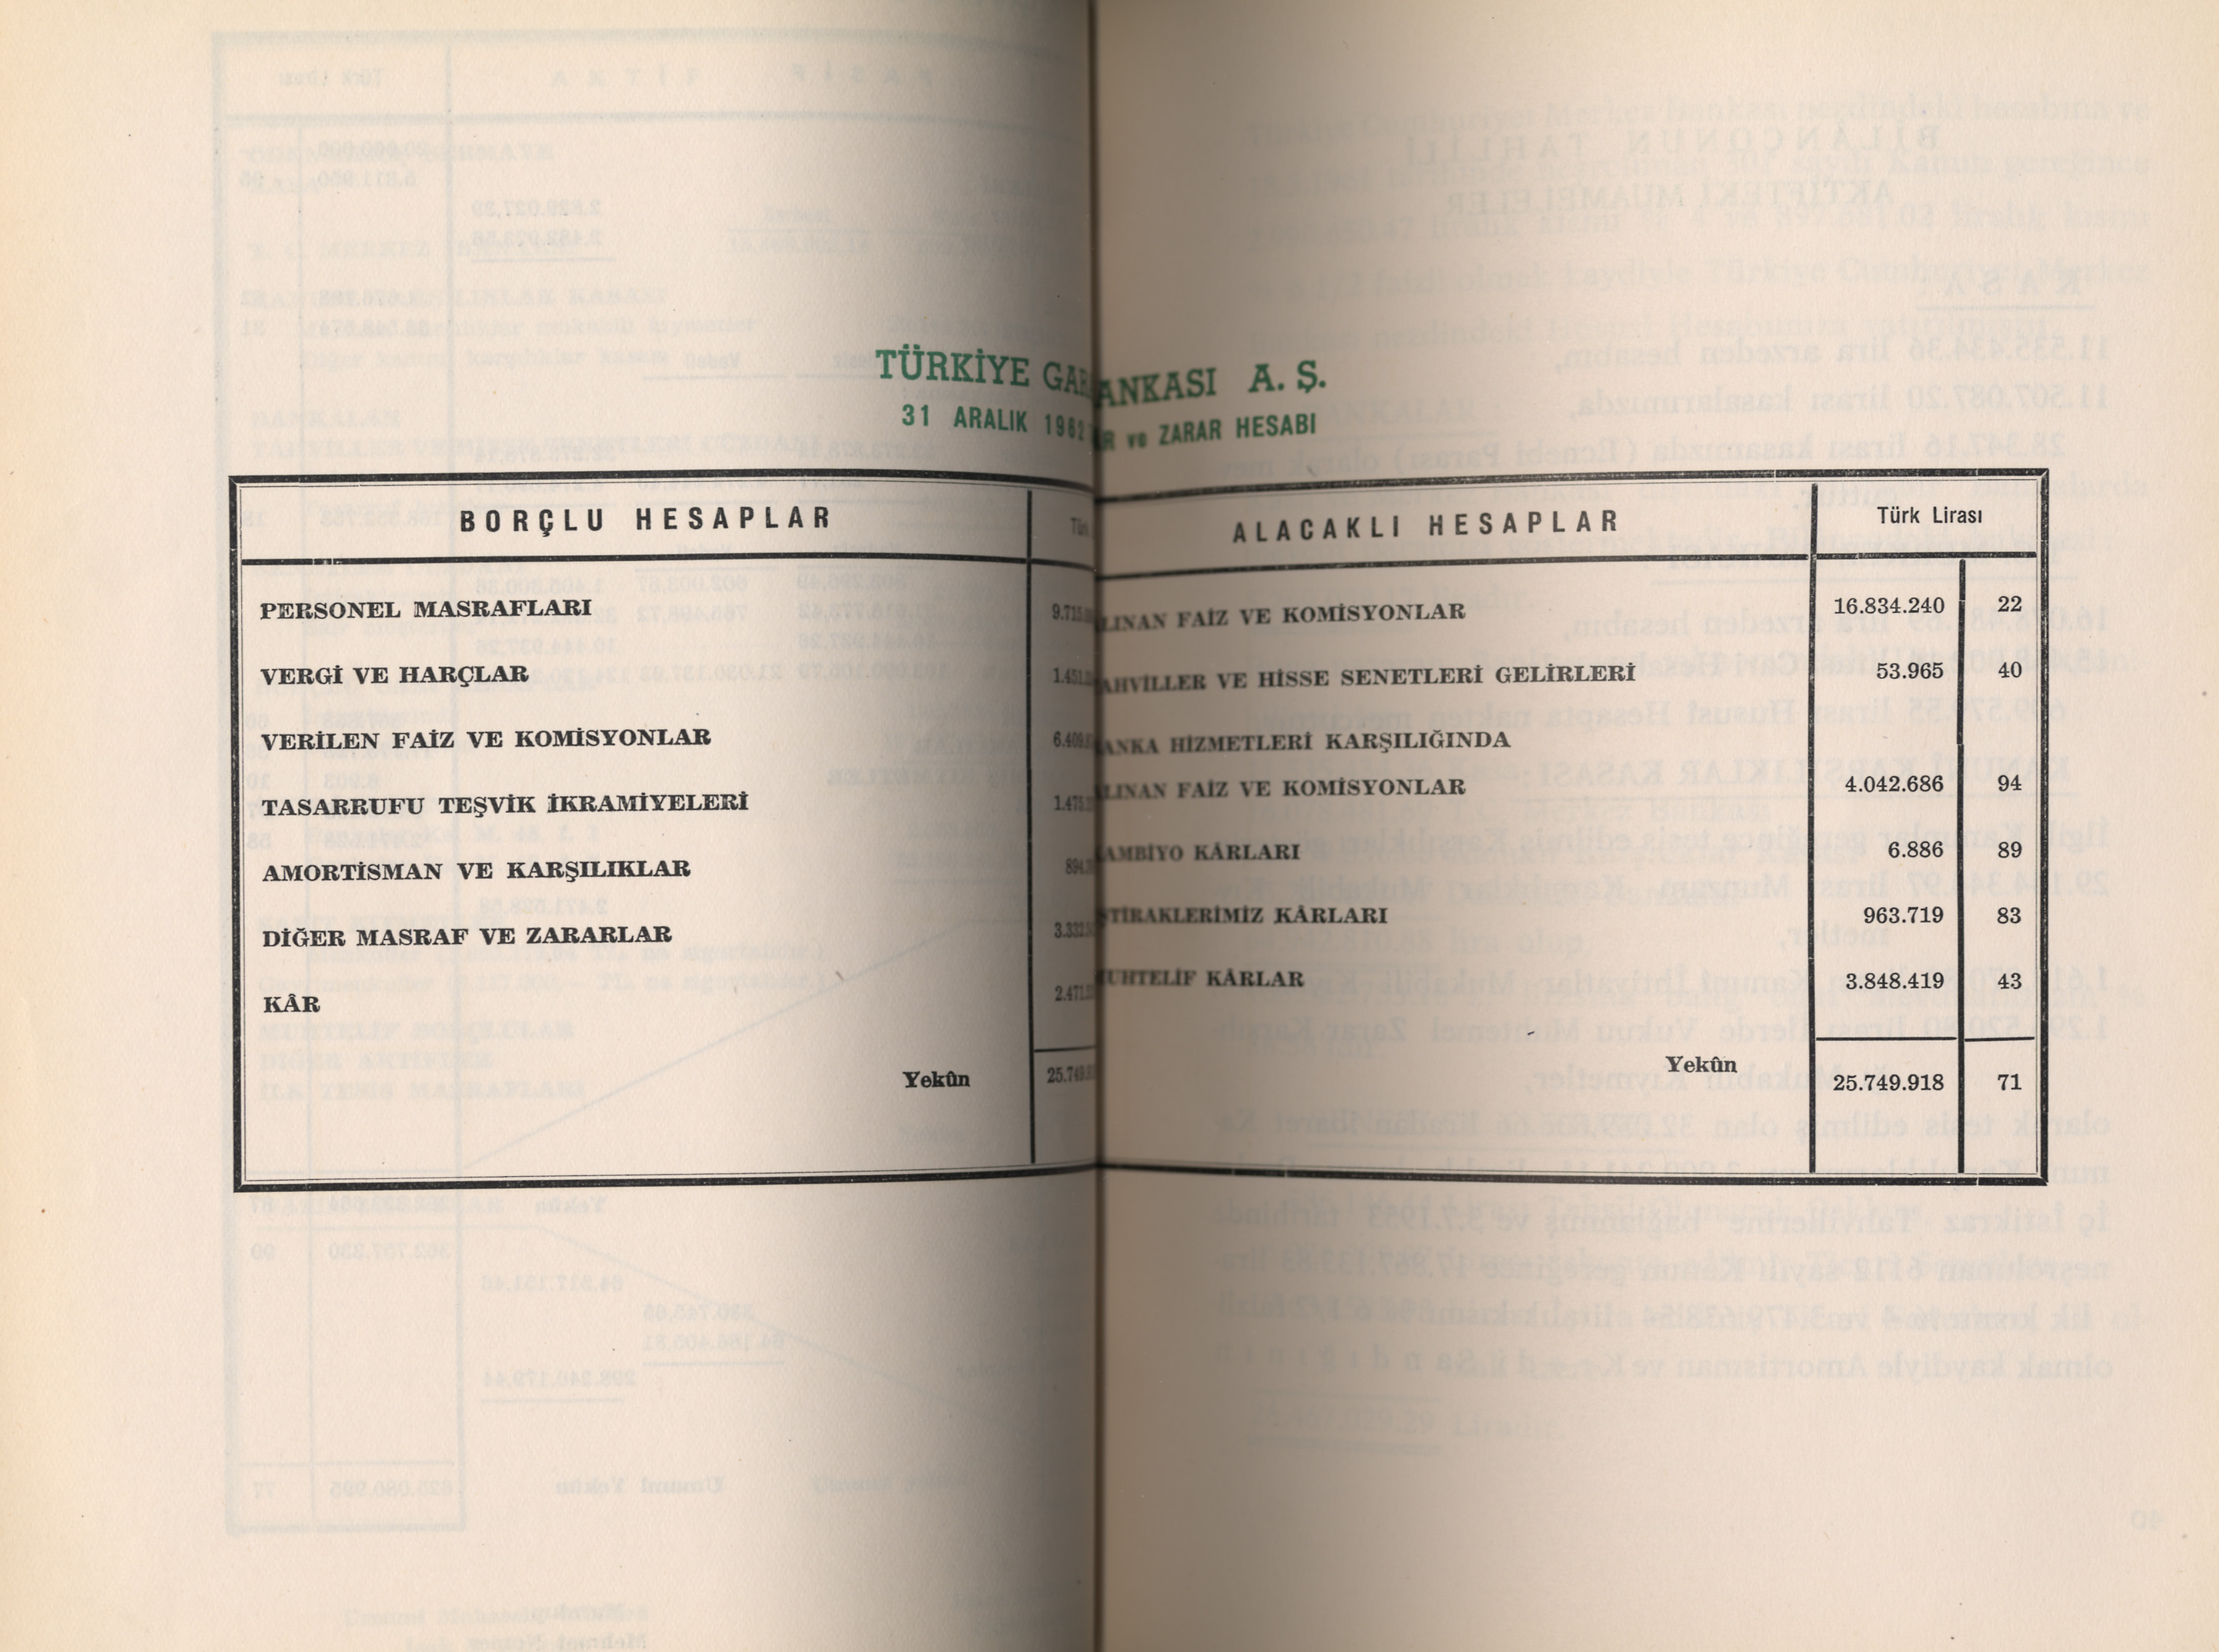 TÜRKİYE ANKASI A. Ş.
31 ARALIK 1962 R ve ZARAR HESABI
BORÇLU HESAPLAR
PERSONEL MASRAFLARI
VERGİ VE HARÇLAR
VERİLEN FAİZ VE KOMİSYONLAR
TASARRUFU TEŞVİK İKRAMİYELERİ
AMORTİSMAN VE KARŞILIKLAR
DİĞER MASRAF VE ZARARLAR
KÂR
Yekûn
ALACAKLI HESAPLAR Türk Lirası
LINAN FAİZ VE KOMİSYONLAR 16.834.240 22
AHVİLLER VE HİSSE SENETLERİ GELİRLERİ 53.965 40
ANKA HİZMETLERİ KARŞILIĞINDA
LINAN FAİZ VE KOMİSYONLAR 4.042.686 94
AMBİYO KÂRLARI 6.886 89
ŞTİRAKLERİMİZ KÂRLARI 963.719 83
UHTELİF KÂRLAR 3.848.419 43
Yekûn 25.749.918 71